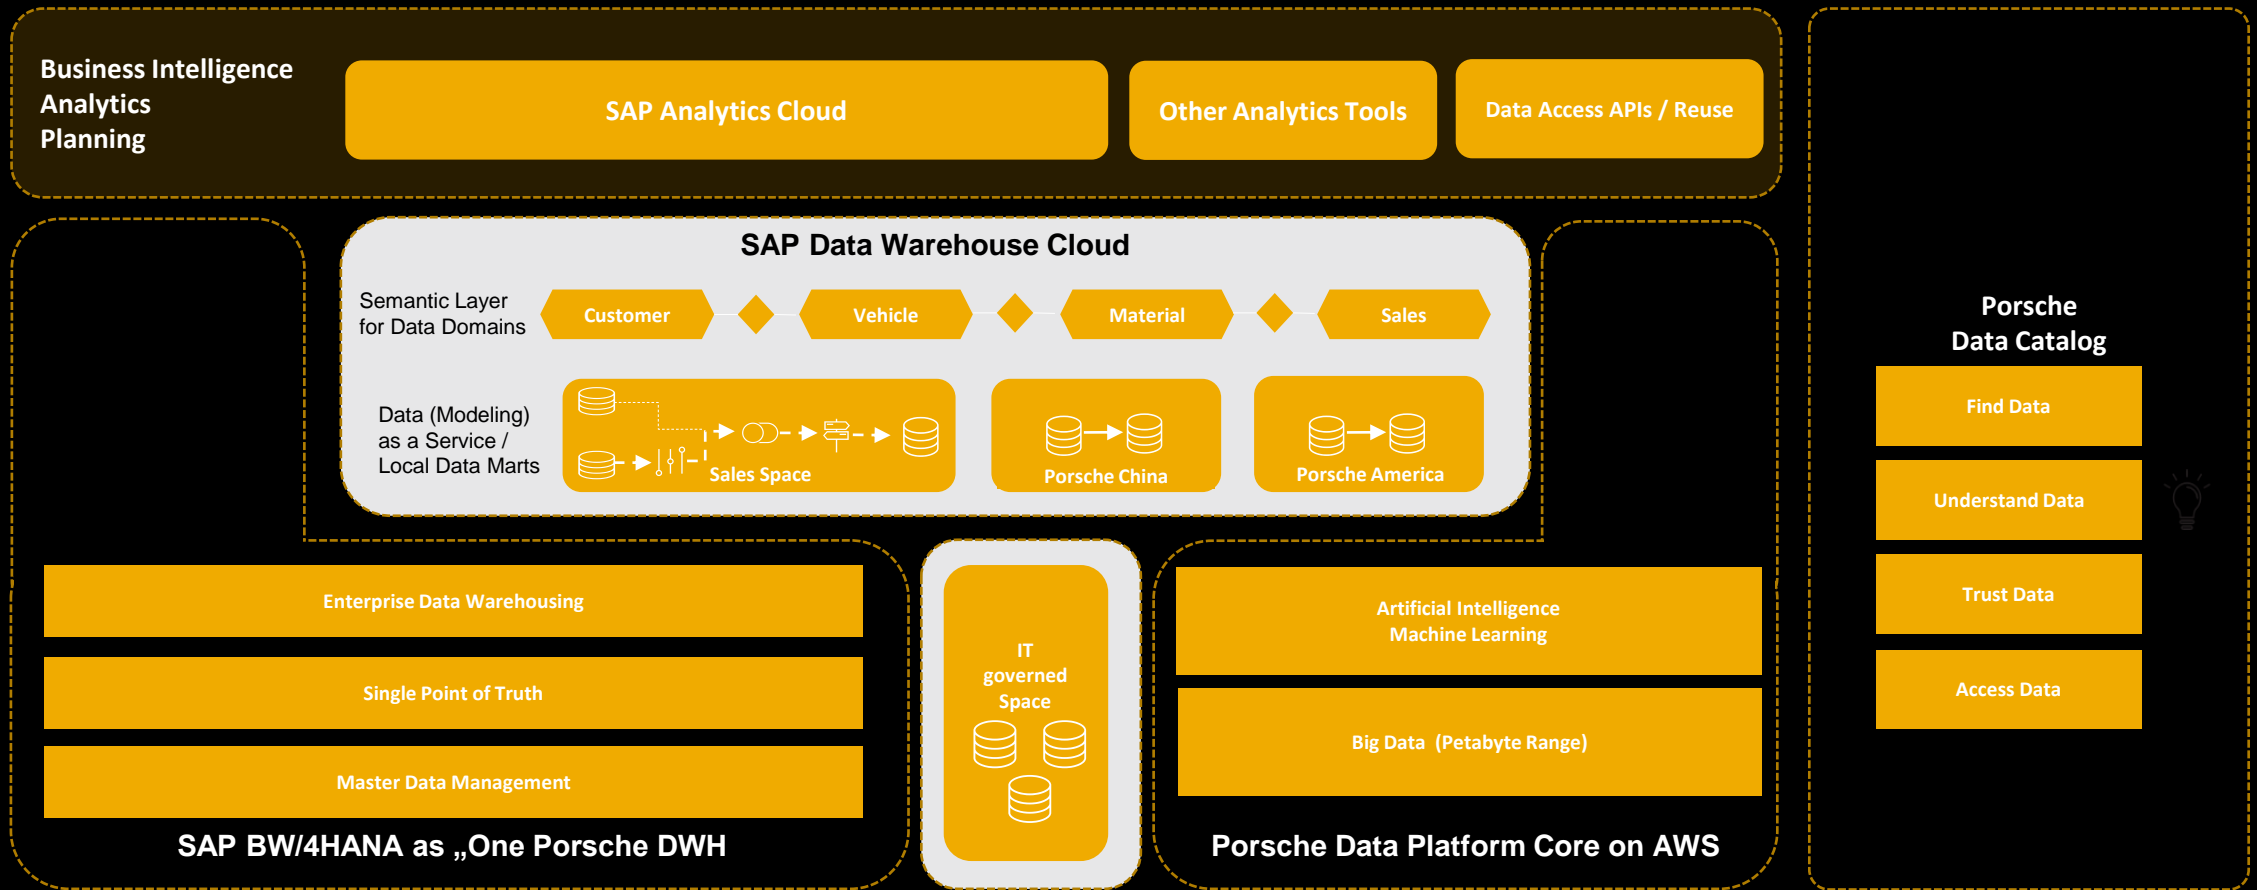 Business Intelligence
Analytics
Planning
SAP Analytics Cloud
Other Analytics Tools
Data Access APIs / Reuse
SAP Data Warehouse Cloud
Semantic Layer
for Data Domains
Customer
Vehicle
Material
Sales
Data (Modeling)
as a Service /
Local Data Marts
Sales Space
Porsche China
Porsche America
Enterprise Data Warehousing
Single Point of Truth
Master Data Management
SAP BW/4HANA as „One Porsche DWH
IT
governed
Space
Artificial Intelligence
Machine Learning
Big Data (Petabyte Range)
Porsche Data Platform Core on AWS
Porsche
Data Catalog
Find Data
Understand Data
Trust Data
Access Data